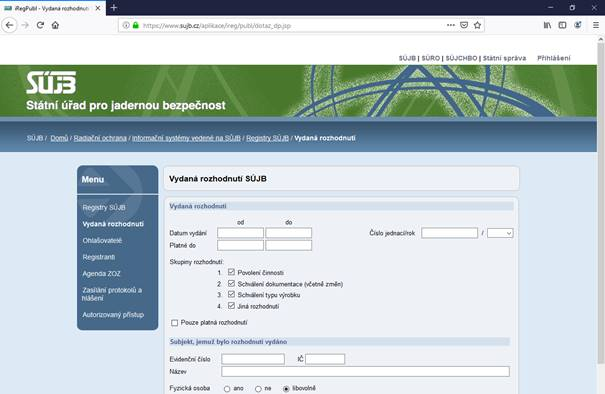 iRegPubl - Vydaná rozhodnutí
https://www.sujb.cz/aplikace/ireg/publ/dotaz_dp.jsp
SÚJB | SÚRO | SÚJCHBO | Státní správa Přihlášení
SÚJB
Státní úřad pro jadernou bezpečnost
SÚJB / Domů / Radiační ochrana / Informační systémy vedené na SÚJB / Registry SÚJB / Vydaná rozhodnutí
Menu
Registry SÚJB
Vydaná rozhodnutí
Ohlašovatelé
Registranti
Agenda ZOZ
Zasílání protokolů a
hlášení
Autorizovaný přístup
Vydaná rozhodnutí SÚJB
Vydaná rozhodnutí
od do
Datum vydání Číslo jednací/rok /
Platné do
Skupiny rozhodnutí:
1. Povolení činnosti
2. Schválení dokumentace (včetně změn)
3. Schválení typu výrobku
4. Jiná rozhodnutí
Pouze platná rozhodnutí
Subjekt, jemuž bylo rozhodnutí vydáno
Evidenční číslo IČ
Název
Fyzická osoba ano ne libovolně